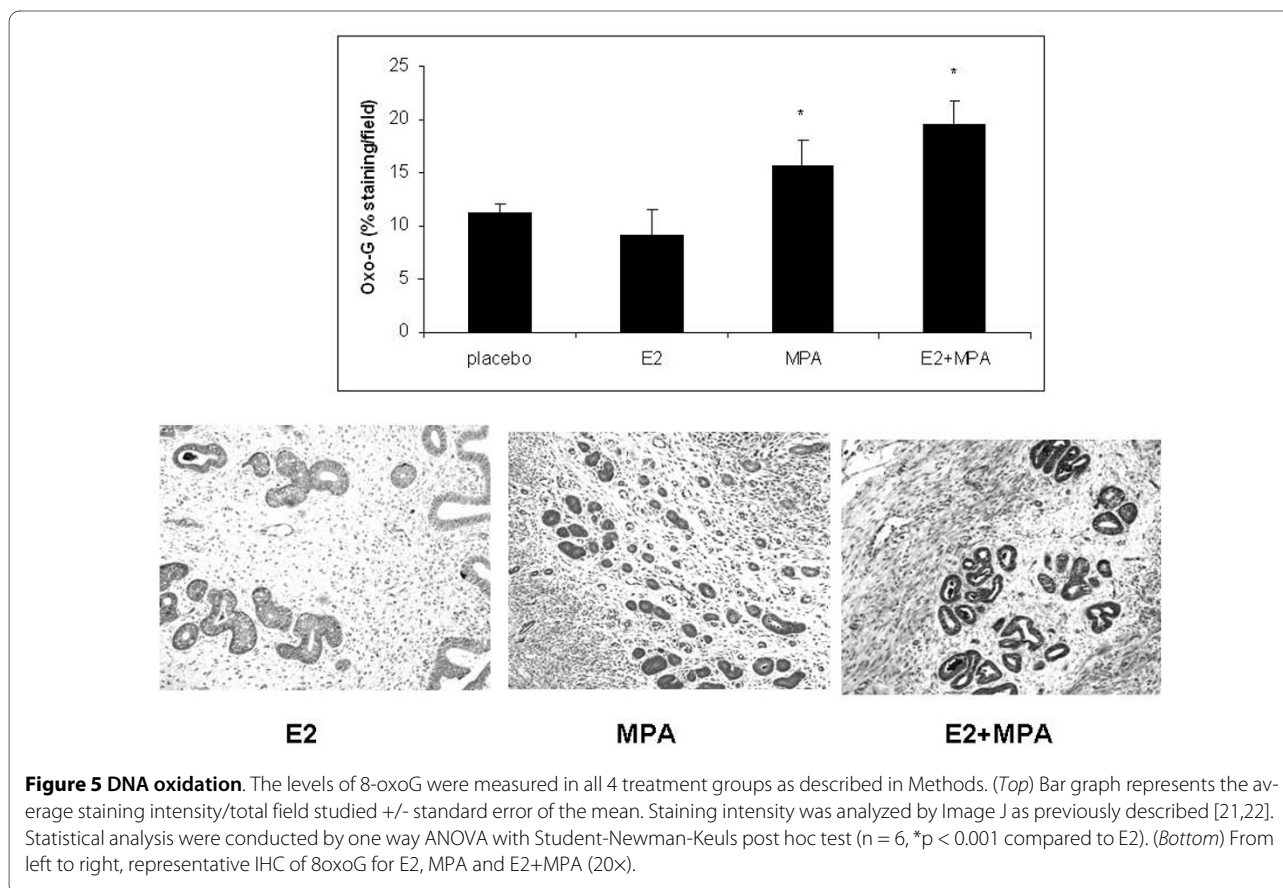 25
20
15
10
5
0
Oxo-G (% staining/field)
*
*
placebo E2 MPA E2+MPA
E2 MPA E2+MPA
Figure 5 DNA oxidation. The levels of 8-oxoG were measured in all 4 treatment groups as described in Methods. (Top) Bar graph represents the av-
erage staining intensity/total field studied +/- standard error of the mean. Staining intensity was analyzed by Image J as previously described [21,22].
Statistical analysis were conducted by one way ANOVA with Student-Newman-Keuls post hoc test (n = 6, *p < 0.001 compared to E2). (Bottom) From
left to right, representative IHC of 8oxoG for E2, MPA and E2+MPA (20×).